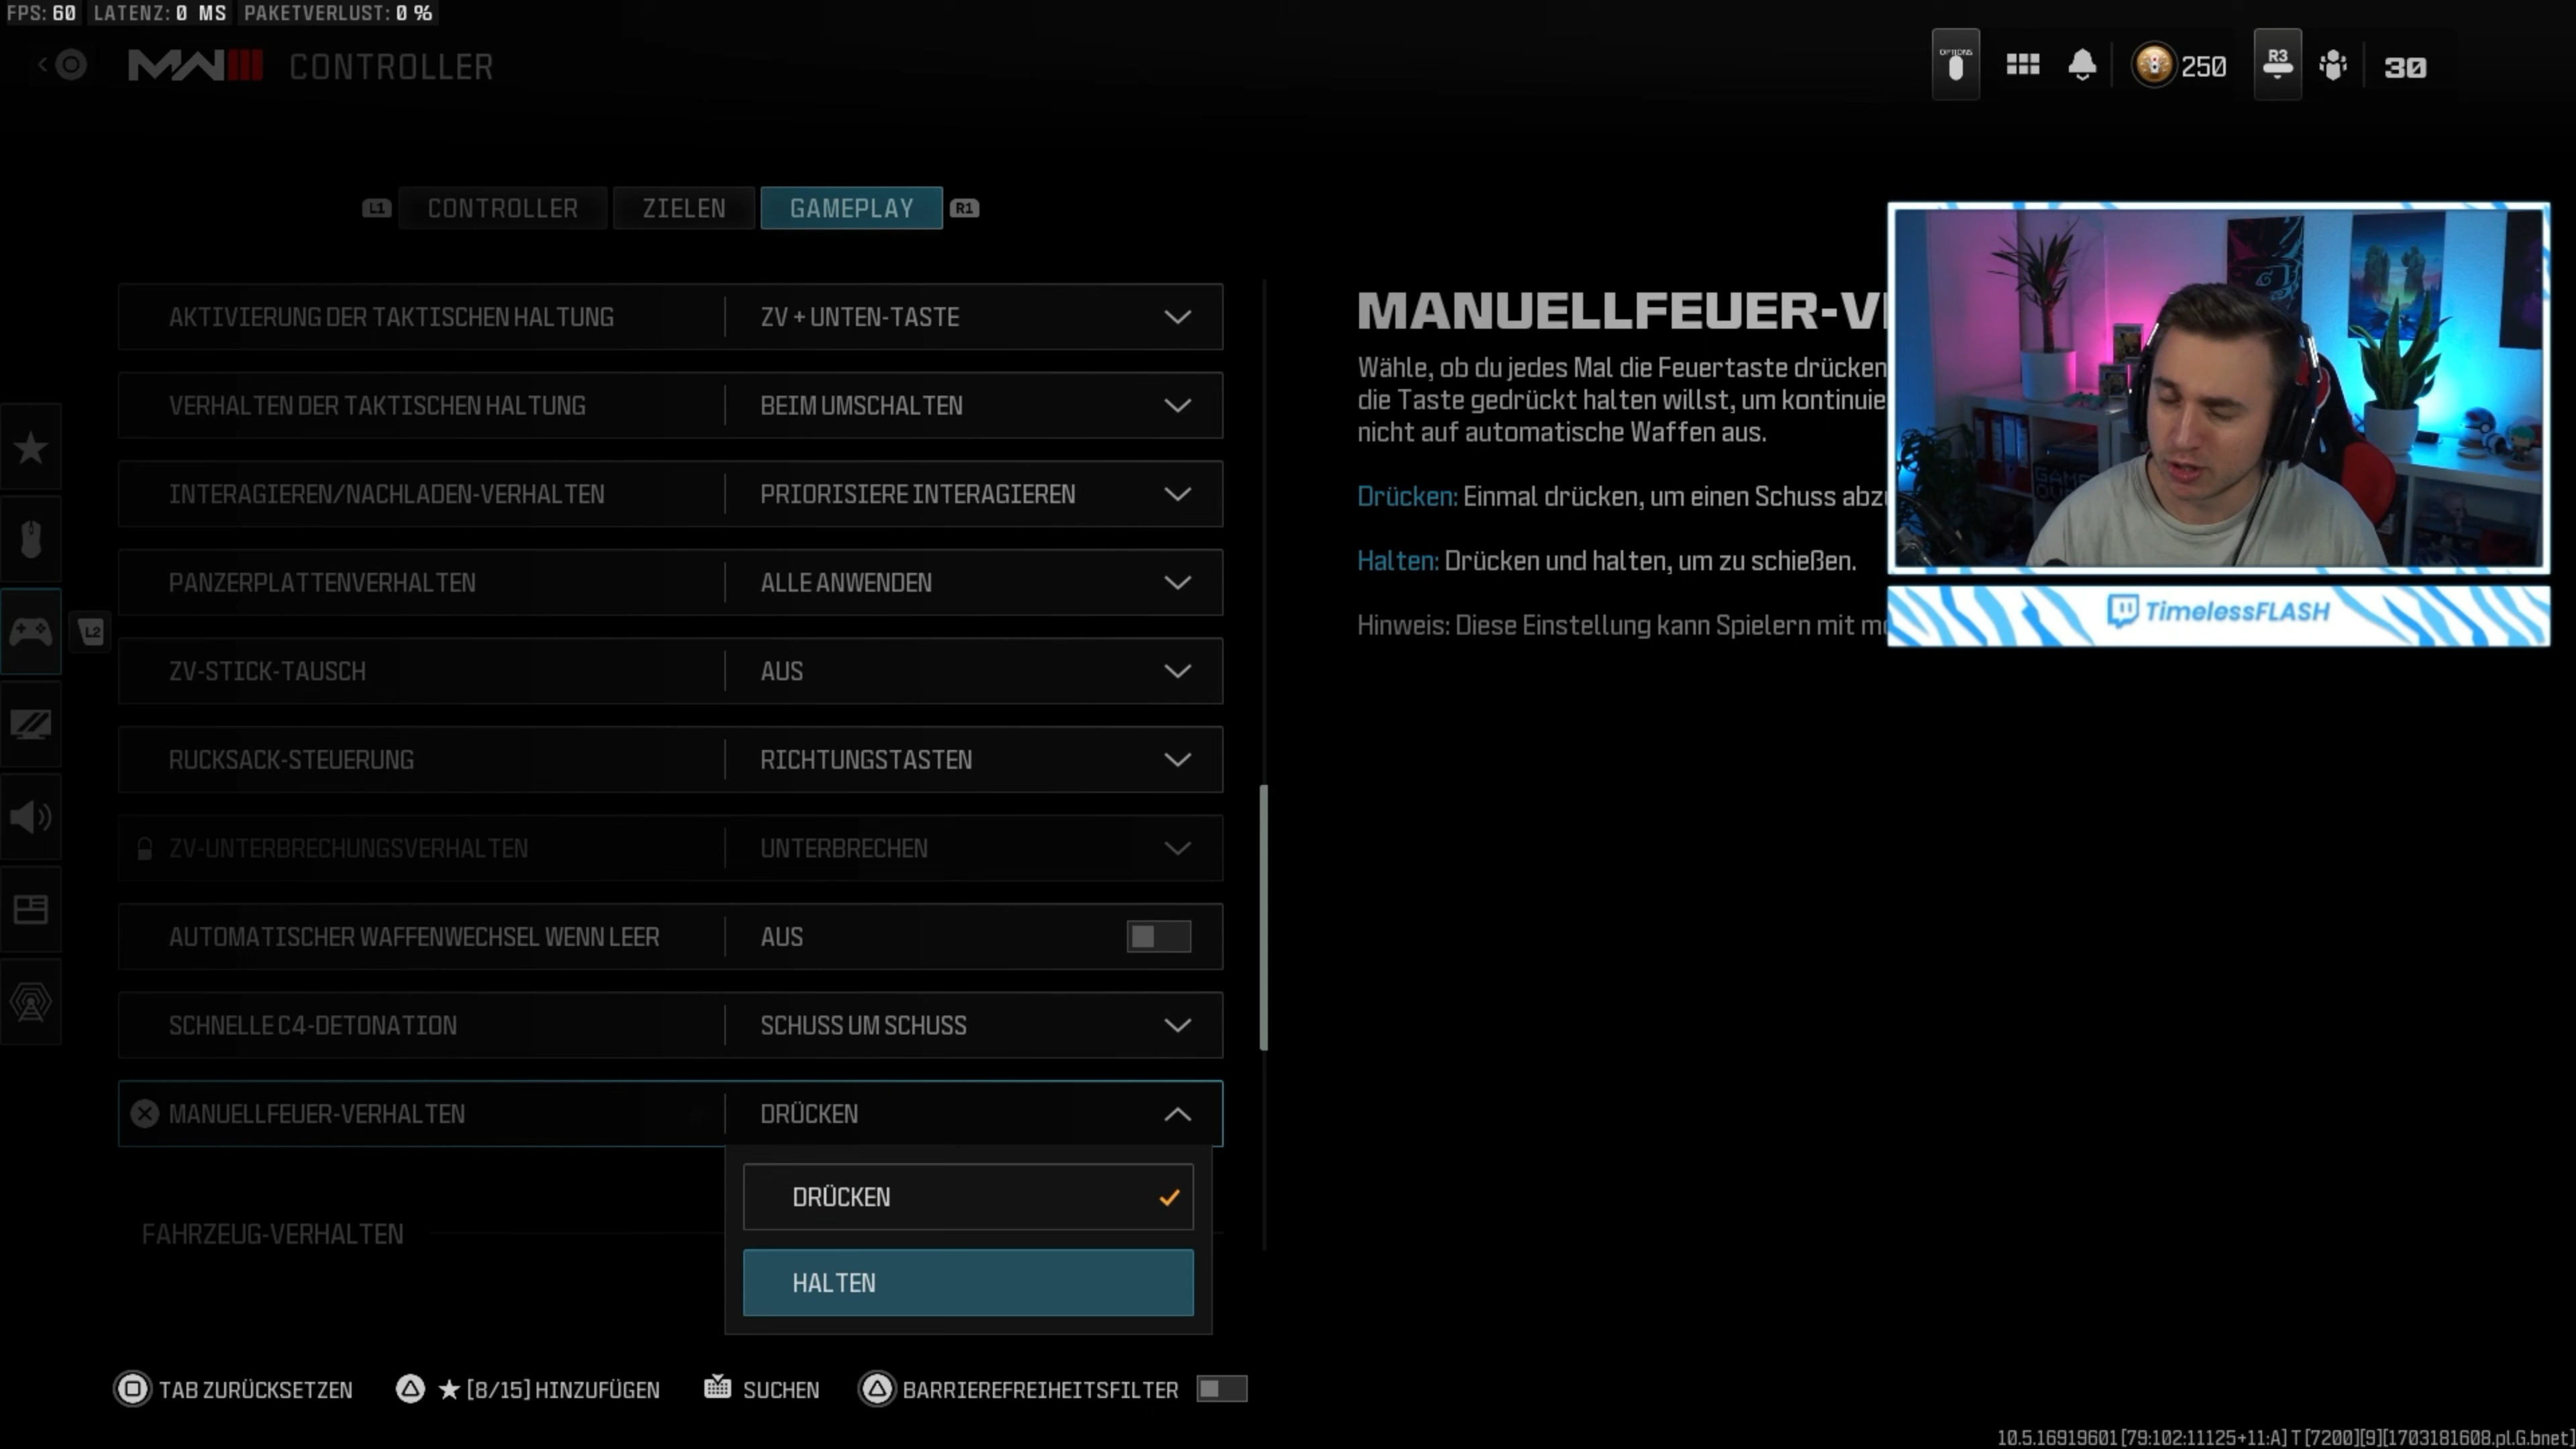 FPS: 60 LATENZ: 0 MS PAKETVERLUST: 0 %
MWIII CONTROLLER
OPTIONS
250
R3
30
L1 CONTROLLER ZIELEN GAMEPLAY R1
AKTIVIERUNG DER TAKTISCHEN HALTUNG ZV + UNTEN-TASTE
VERHALTEN DER TAKTISCHEN HALTUNG BEIM UMSCHALTEN
INTERAGIEREN/NACHLADEN-VERHALTEN PRIORISIERE INTERAGIEREN
PANZERPLATTENVERHALTEN ALLE ANWENDEN
L2
ZV-STICK-TAUSCH AUS
RUCKSACK-STEUERUNG RICHTUNGSTASTEN
ZV-UNTERBRECHUNGSVERHALTEN UNTERBRECHEN
AUTOMATISCHER WAFFENWECHSEL WENN LEER AUS
SCHNELLE C4-DETONATION SCHUSS UM SCHUSS
MANUELLFEUER-VERHALTEN DRÜCKEN
DRÜCKEN
HALTEN
FAHRZEUG-VERHALTEN
MANUELLFEUER-V
Wähle, ob du jedes Mal die Feuertaste drücken
die Taste gedrückt halten willst, um kontinuie
nicht auf automatische Waffen aus.
Drücken: Einmal drücken, um einen Schuss abz
Halten: Drücken und halten, um zu schießen.
Hinweis: Diese Einstellung kann Spielern mit m
TimelessFLASH
TAB ZURÜCKSETZEN ★ [8/15] HINZUFÜGEN SUCHEN BARRIEREFREIHEITSFILTER
10.5.16919601 [79:102:11125+11:A] T [7200][9][1703181608.pl.G.bnet]